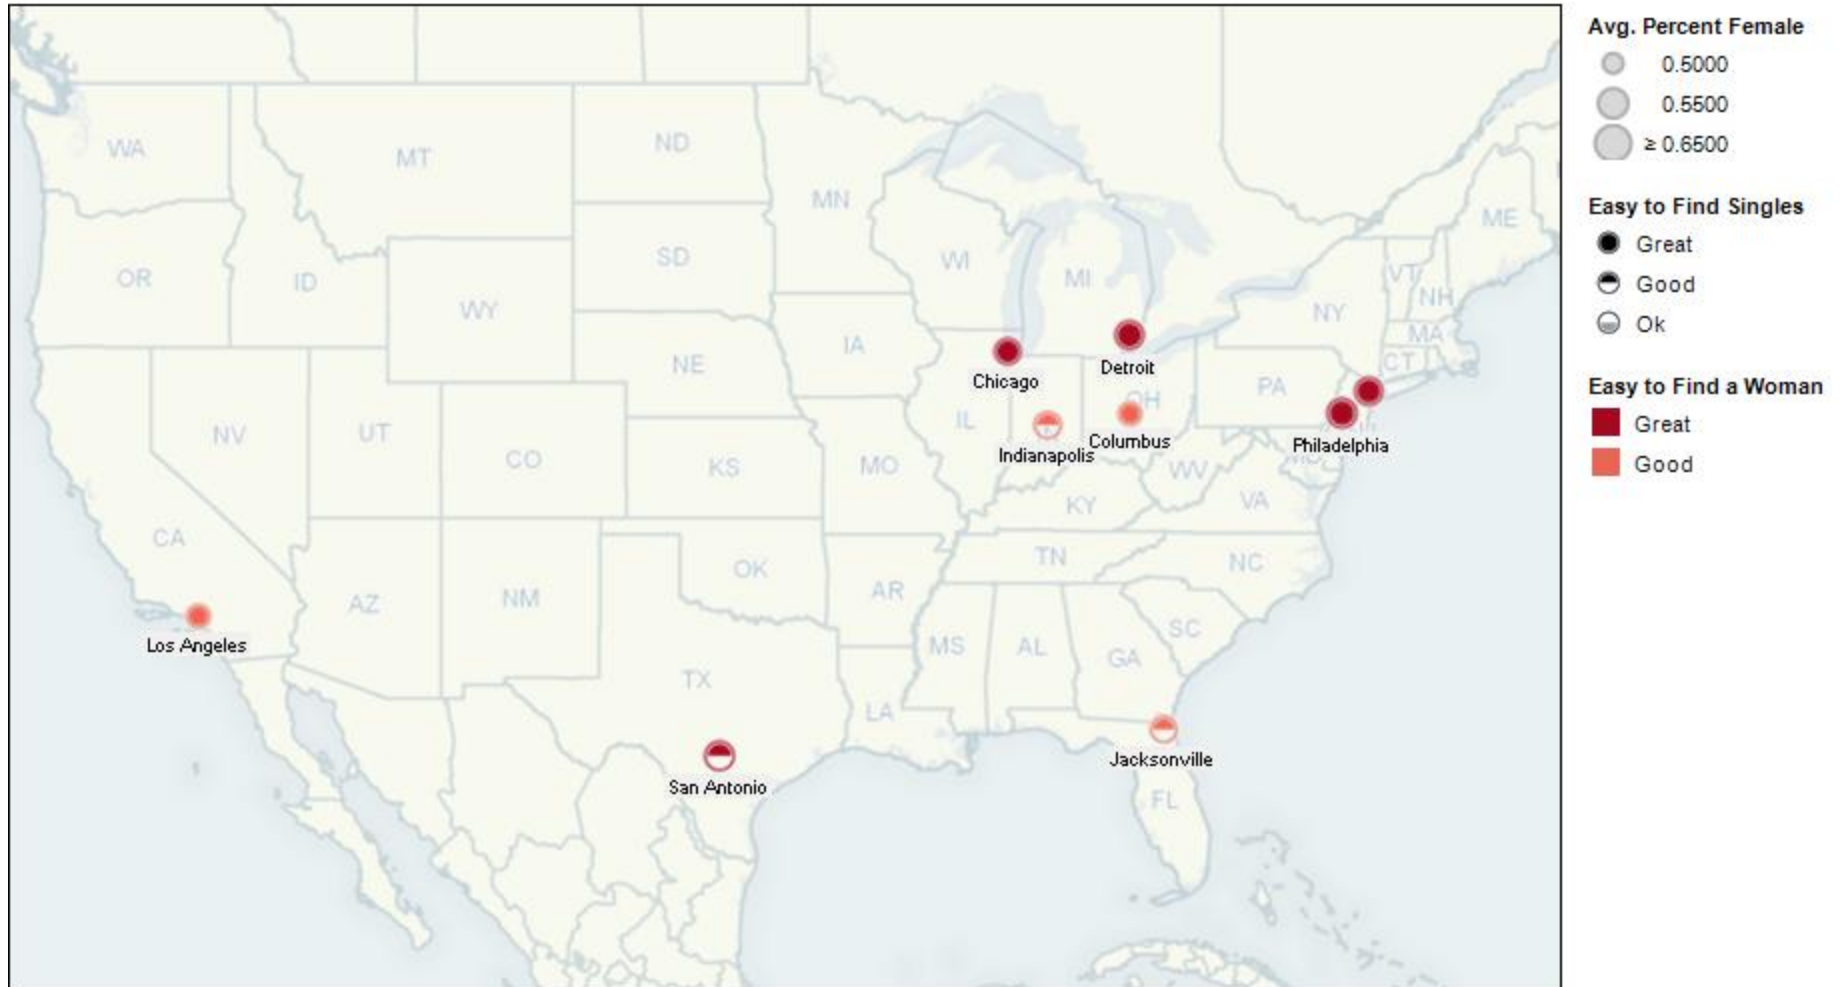 WA
MT
ND
MN
ME
OR
ID
SD
WI
MI
VT
NH
WY
NY
MA
IA
NE
CT
PA
Chicago
Detroit
OH
IL
NV
UT
CO
KS
MO
Indianapolis
Columbus
Philadelphia
WV
VA
KY
CA
TN
NC
AZ
NM
OK
AR
MS
AL
GA
SC
Los Angeles
TX
LA
San Antonio
Jacksonville
FL
Avg. Percent Female
0.5000
0.5500
≥ 0.6500
Easy to Find Singles
Great
Good
Ok
Easy to Find a Woman
Great
Good